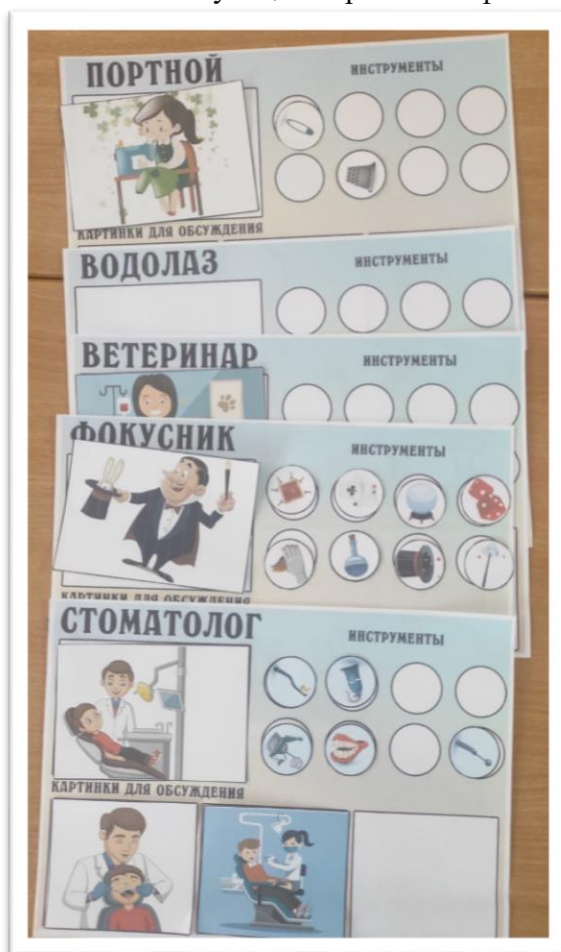 ПОРТНОЙ
ИНСТРУМЕНТЫ
КАРТИНКИ ДЛЯ ОБСУЖДЕНИЯ
ВОДОЛАЗ
ИНСТРУМЕНТЫ
ВЕТЕРИНАР
ИНСТРУМЕНТЫ
ФОКУСНИК
ИНСТРУМЕНТЫ
КАРТИНКИ ДЛЯ ОБСУЖДЕНИЯ
СТОМАТОЛОГ
ИНСТРУМЕНТЫ
КАРТИНКИ ДЛЯ ОБСУЖДЕНИЯ